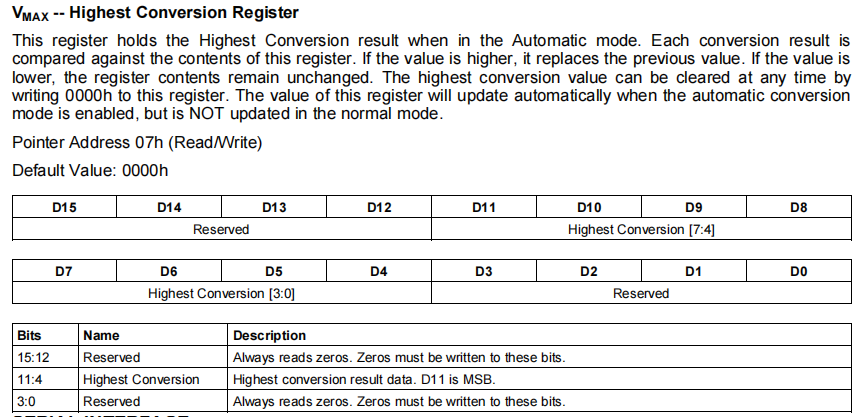 VMAX -- Highest Conversion Register
This register holds the Highest Conversion result when in the Automatic mode. Each conversion result is
compared against the contents of this register. If the value is higher, it replaces the previous value. If the value is
lower, the register contents remain unchanged. The highest conversion value can be cleared at any time by
writing 0000h to this register. The value of this register will update automatically when the automatic conversion
mode is enabled, but is NOT updated in the normal mode.
Pointer Address 07h (Read/Write)
Default Value: 0000h
D15 D14 D13 D12 D11 D10 D9 D8
Reserved Highest Conversion [7:4]
D7 D6 D5 D4 D3 D2 D1 D0
Highest Conversion [3:0] Reserved
Bits Name Description
15:12 Reserved Always reads zeros. Zeros must be written to these bits.
11:4 Highest Conversion Highest conversion result data. D11 is MSB.
3:0 Reserved Always reads zeros. Zeros must be written to these bits.